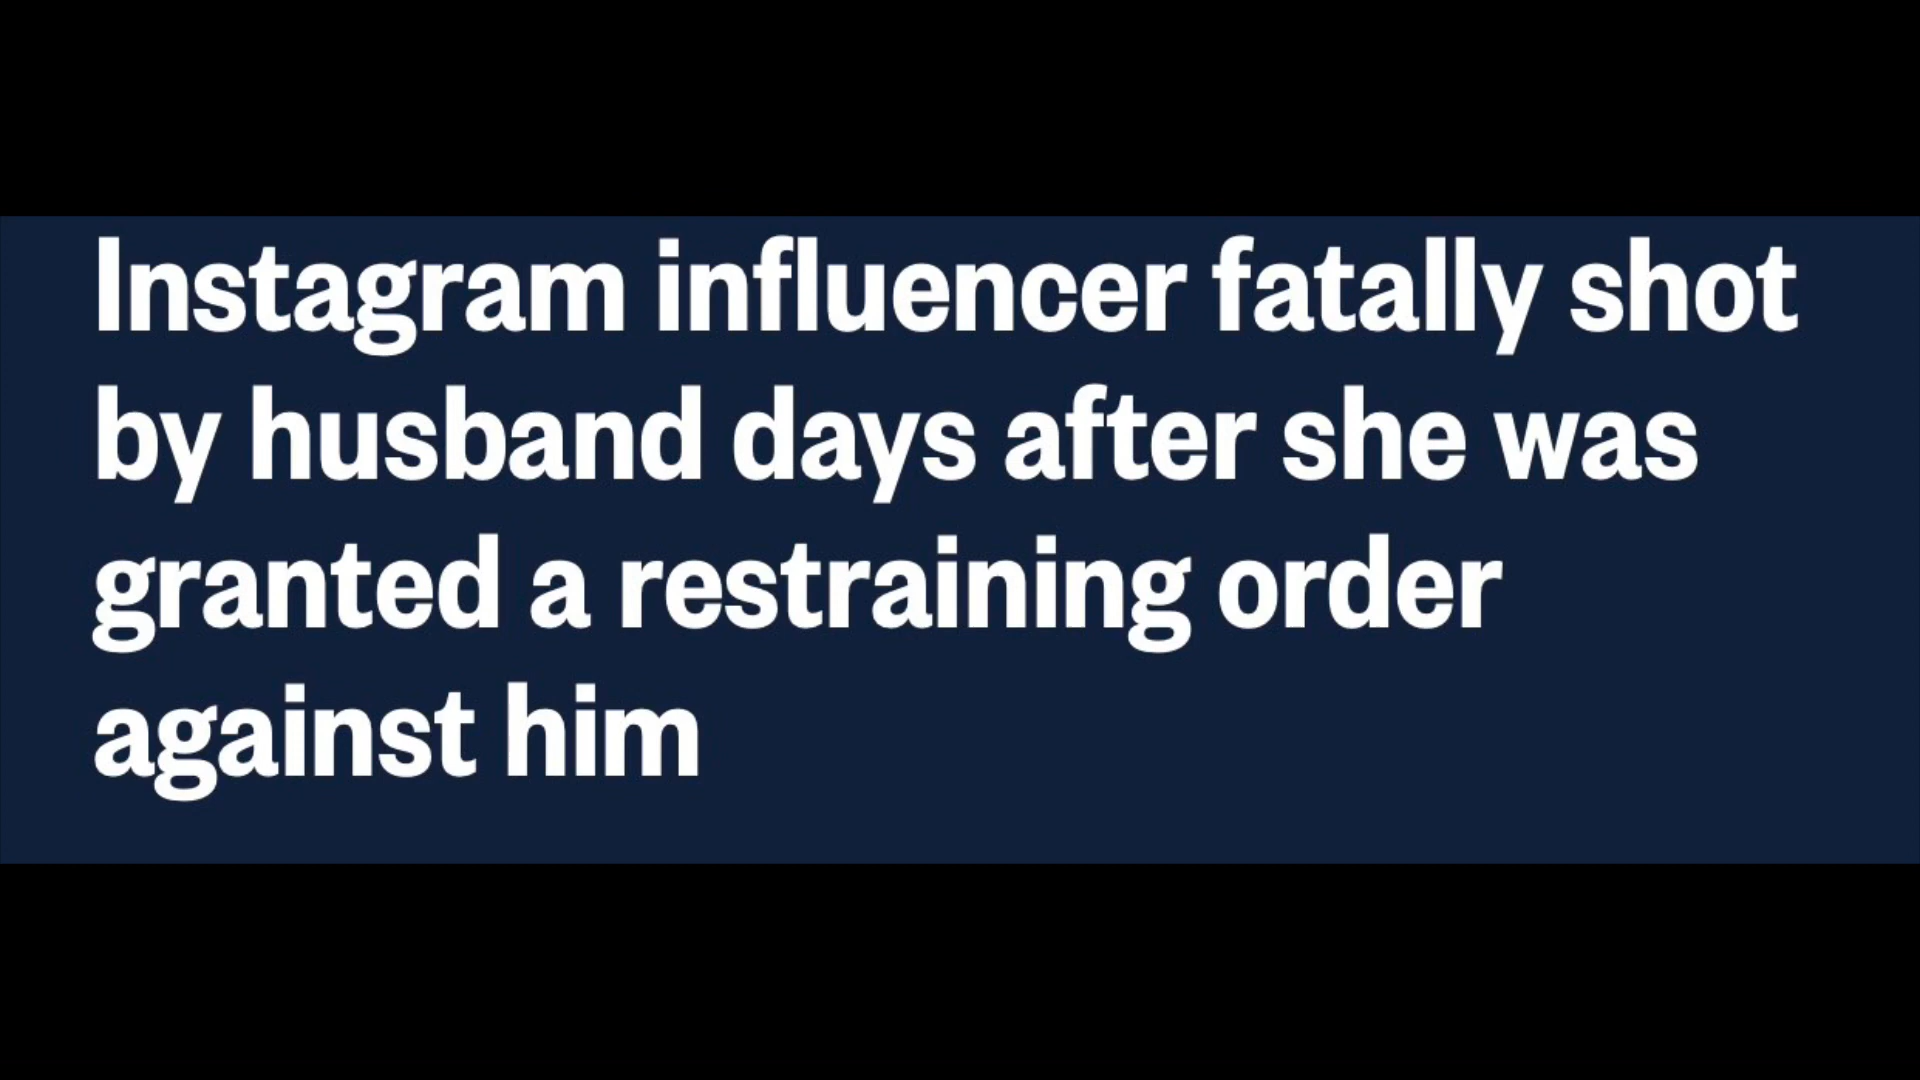 Instagram influencer fatally shot
by husband days after she was
granted a restraining order
against him